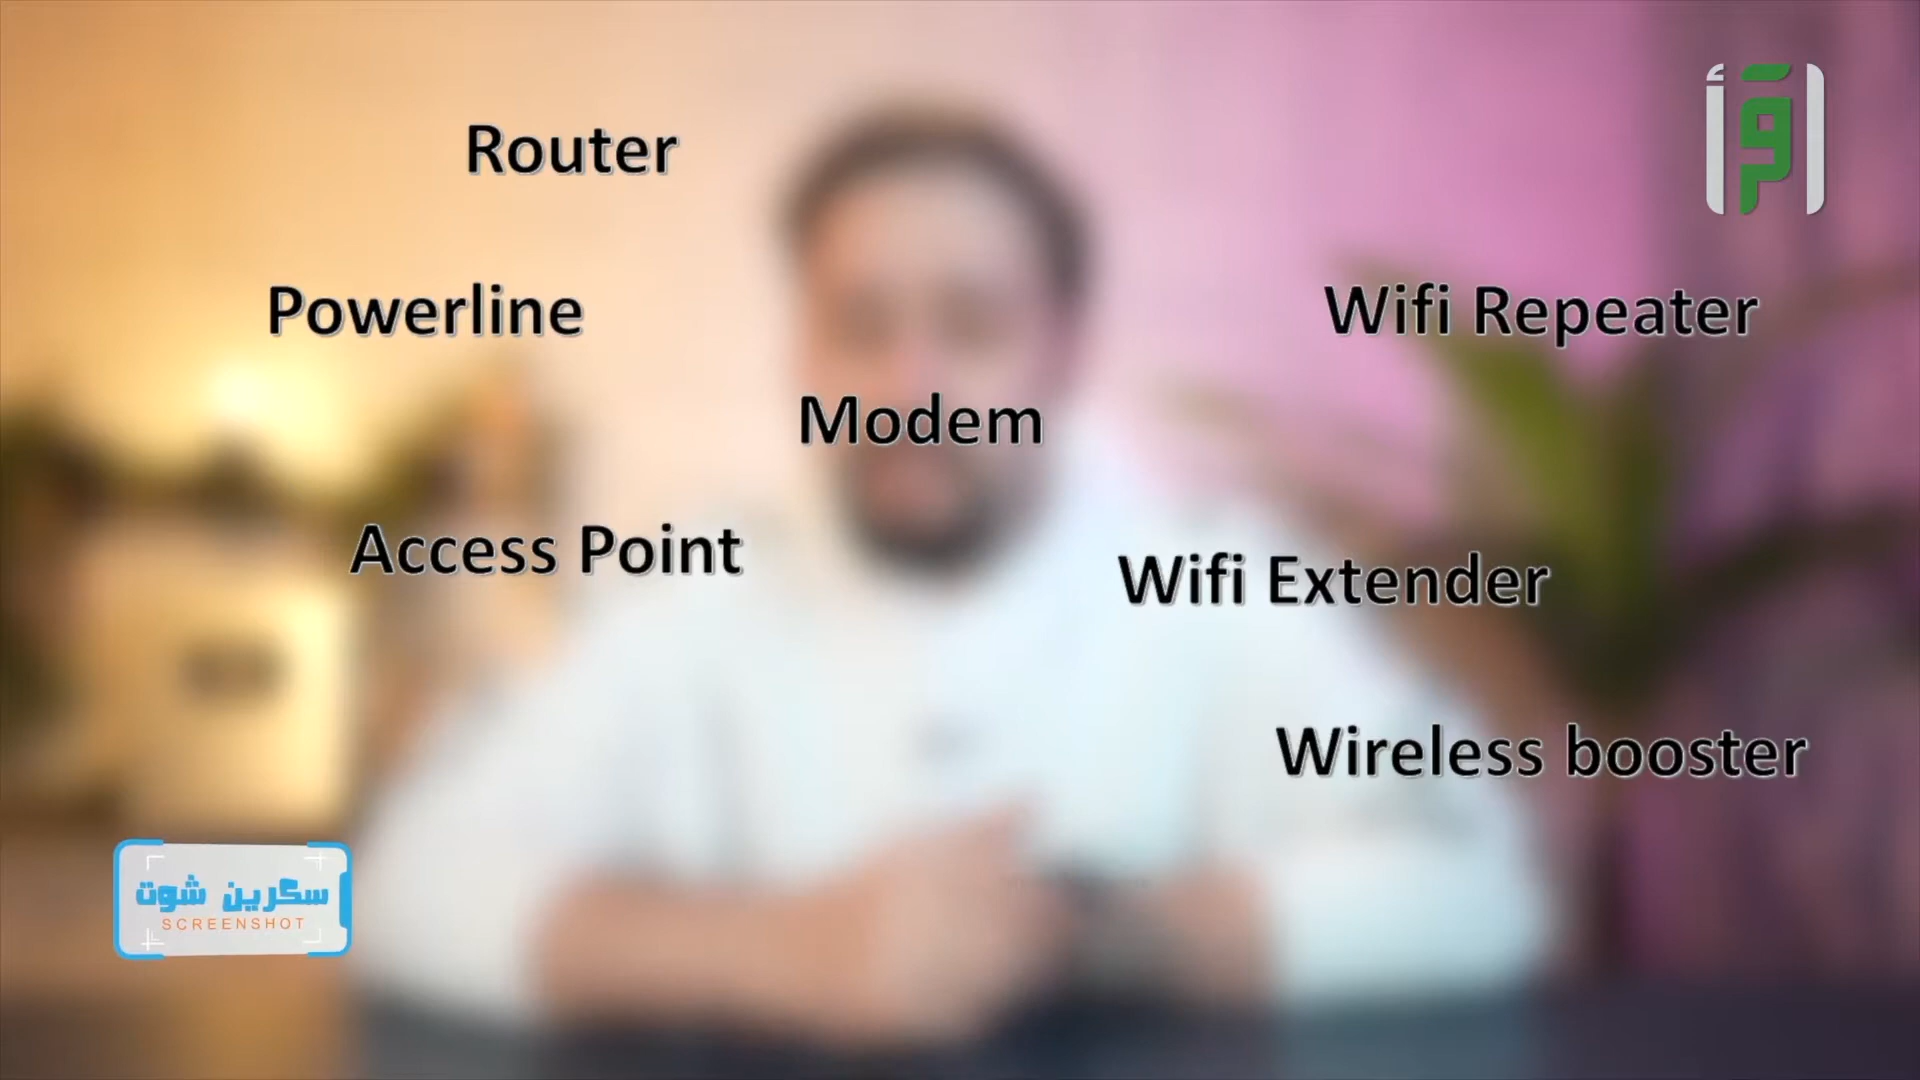 اقرأ
Router
Powerline
Wifi Repeater
Modem
Access Point
Wifi Extender
Wireless booster
سكرين شوت
SCREENSHOT